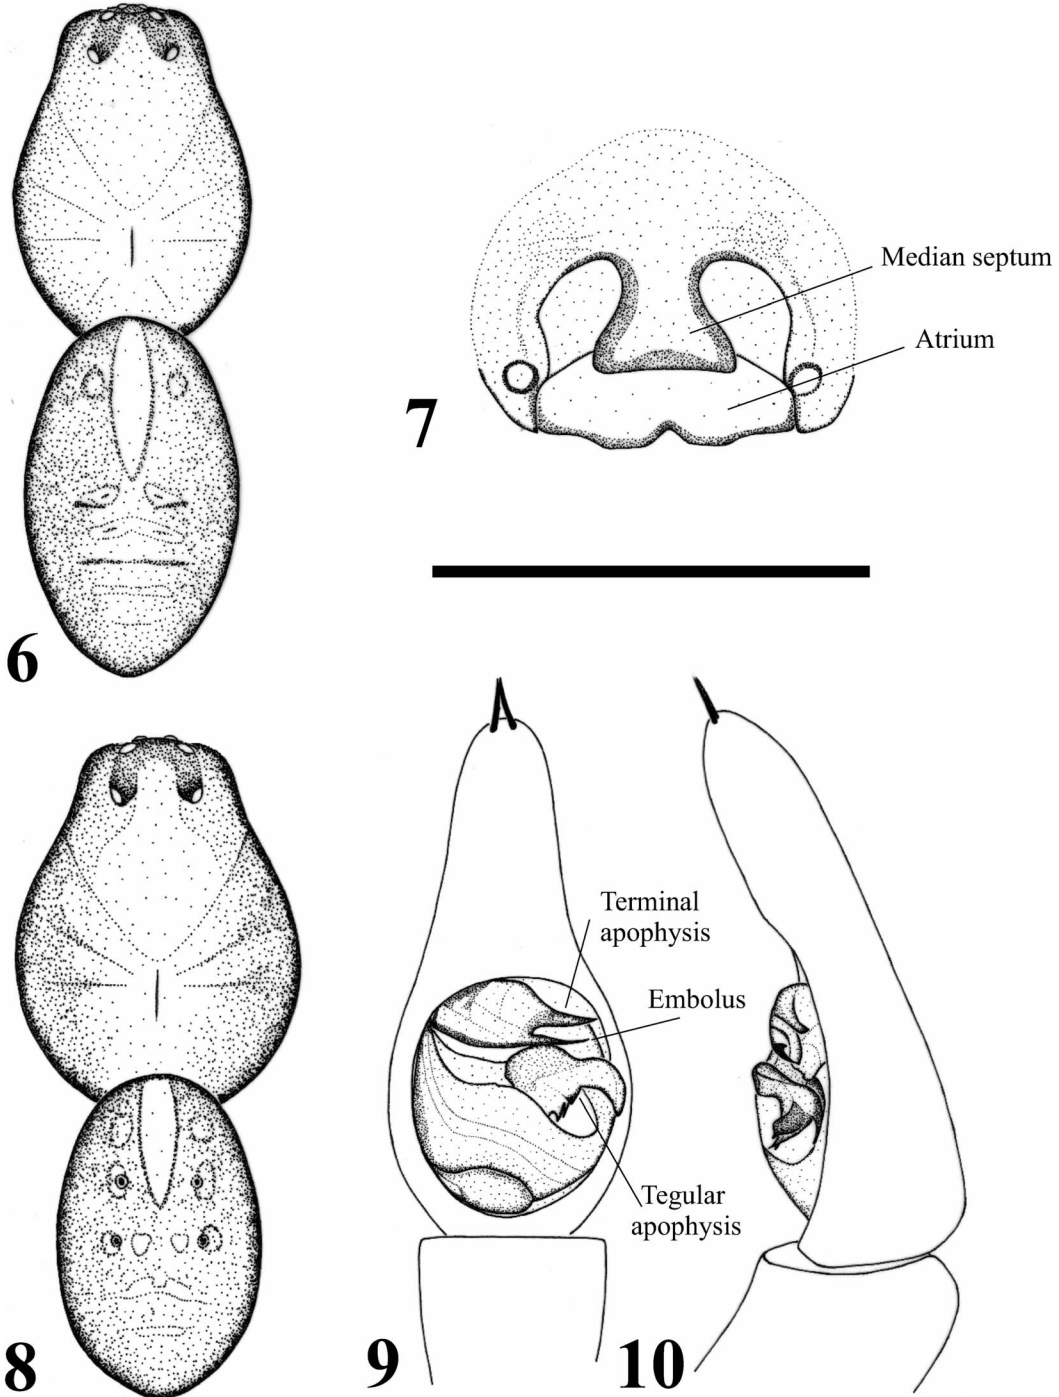 Median septum
Atrium
7
6
Terminal
apophysis
Embolus
Tegular
apophysis
8
9
10